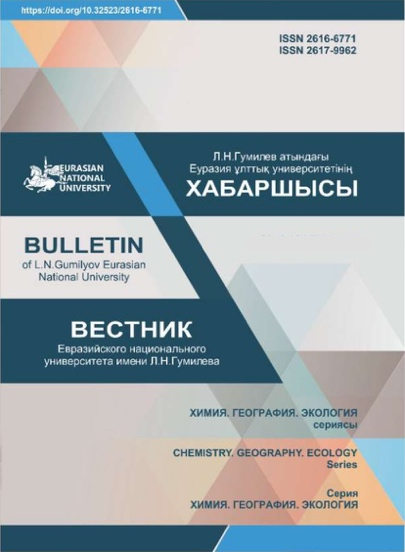 https://doi.org/10.32523/2616-6771
ISSN 2616-6771
ISSN 2617-9962
EURASIAN
NATIONAL
UNIVERSITY
Л.Н.Гумилев атындағы
Еуразия ұлттық университетінің
ХАБАРШЫСЫ
BULLETIN
of L.N.Gumilyov Eurasian
National University
ВЕСТНИК
Евразийского национального
университета имени Л.Н.Гумилева
ХИМИЯ. ГЕОГРАФИЯ. ЭКОЛОГИЯ
сериясы
CHEMISTRY. GEOGRAPHY. ECOLOGY
Series
Серия
ХИМИЯ. ГЕОГРАФИЯ. ЭКОЛОГИЯ